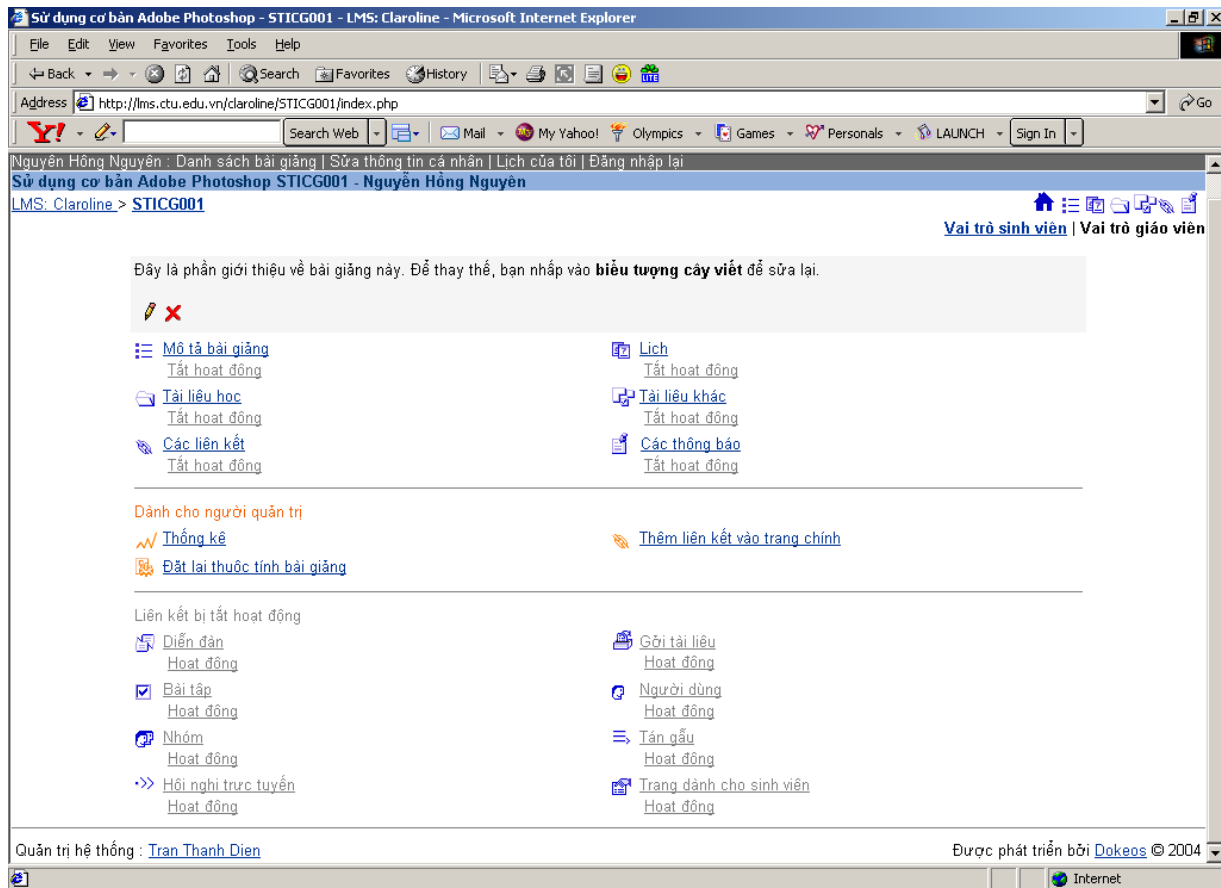 Sử dụng cơ bản Adobe Photoshop - STICG001 - LMS: Claroline - Microsoft Internet Explorer
File Edit View Favorites Tools Help
Back Search Favorites History LITE
Address http://lms.ctu.edu.vn/claroline/STICG001/index.php Go
Y! Search Web Mail My Yahoo! Olympics Games Personals LAUNCH Sign In
Nguyễn Hồng Nguyên : Danh sách bài giảng | Sửa thông tin cá nhân | Lịch của tôi | Đăng nhập lại
Sử dụng cơ bản Adobe Photoshop STICG001 - Nguyễn Hồng Nguyên
LMS: Claroline > STICG001
Vai trò sinh viên | Vai trò giáo viên
Đây là phần giới thiệu về bài giảng này. Để thay thế, bạn nhấp vào biểu tượng cây viết để sửa lại.
Mô tả bài giảng Lịch
Tắt hoạt động Tắt hoạt động
Tài liệu học Tài liệu khác
Tắt hoạt động Tắt hoạt động
Các liên kết Các thông báo
Tắt hoạt động Tắt hoạt động
Dành cho người quản trị
Thống kê Thêm liên kết vào trang chính
Đặt lại thuộc tính bài giảng
Liên kết bị tắt hoạt động
Diễn đàn Gởi tài liệu
Hoạt động Hoạt động
Bài tập Người dùng
Hoạt động Hoạt động
Nhóm Tán gẫu
Hoạt động Hoạt động
Hội nghị trực tuyến Trang dành cho sinh viên
Hoạt động Hoạt động
Quản trị hệ thống : Tran Thanh Dien Được phát triển bởi Dokeos © 2004
Internet